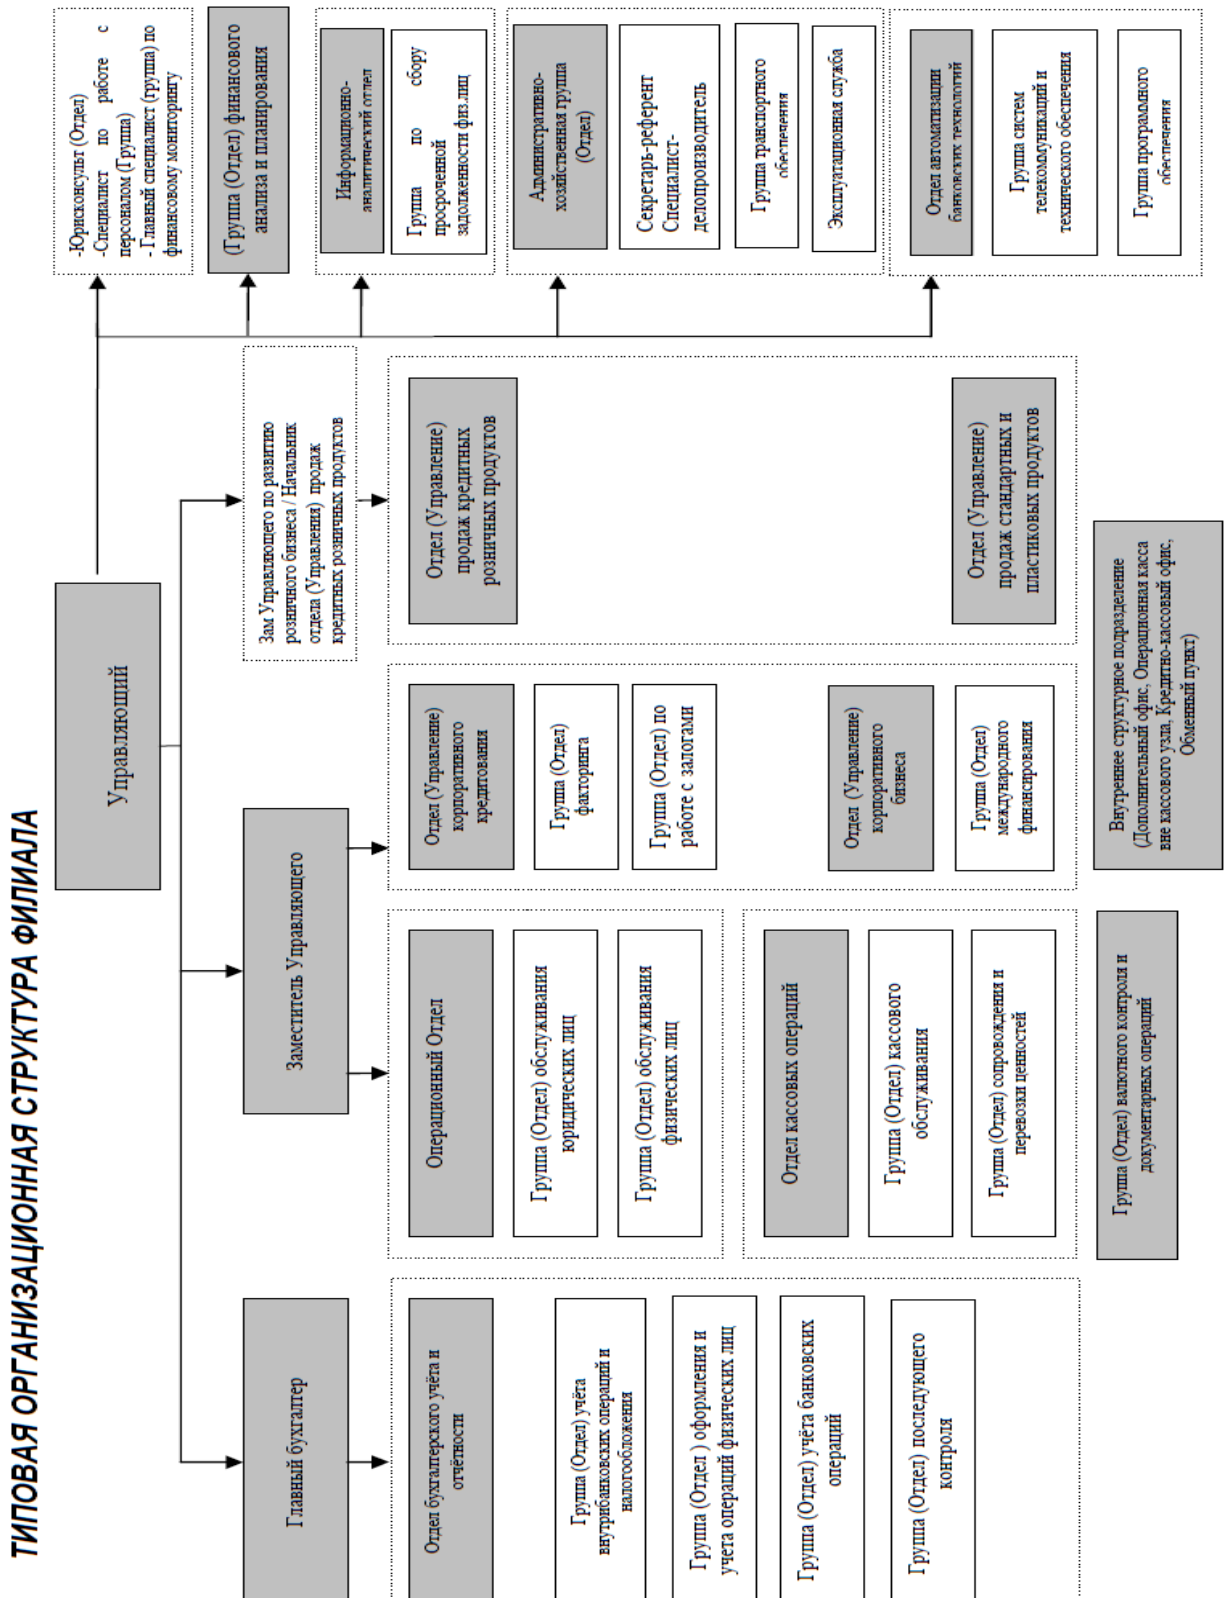 ТИПОВАЯ ОРГАНИЗАЦИОННАЯ СТРУКТУРА ФИЛИАЛА
Управляющий
Главный бухгалтер
Заместитель Управляющего
Зам Управляющего по развитию
розничного бизнеса / Начальник
отдела (Управления) продаж
кредитных розничных продуктов
Отдел бухгалтерского учёта и
отчётности
Группа (Отдел) учёта
внутрибанковских операций и
налогообложения
Группа (Отдел ) оформления и
учета операций физических лиц
Группа (Отдел) учёта банковских
операций
Группа (Отдел) последующего
контроля
Операционный Отдел
Группа (Отдел) обслуживания
юридических лиц
Группа (Отдел) обслуживания
физических лиц
Отдел кассовых операций
Группа (Отдел) кассового
обслуживания
Группа (Отдел) сопровождения и
перевозки ценностей
Группа (Отдел) валютного контроля и
документарных операций
Отдел (Управление)
корпоративного
кредитования
Группа (Отдел)
факторинга
Группа (Отдел) по
работе с залогами
Отдел (Управление)
корпоративного
бизнеса
Группа (Отдел)
международного
финансирования
Внутреннее структурное подразделение
(Дополнительный офис, Операционная касса
вне кассового узла, Кредитно-кассовый офис,
Обменный пункт)
Отдел (Управление)
продаж кредитных
розничных продуктов
Отдел (Управление)
продаж стандартных и
пластиковых продуктов
-Юрисконсульт (Отдел)
-Специалист по работе с
персоналом (Группа)
- Главный специалист (группа) по
финансовому мониторингу
(Группа (Отдел) финансового
анализа и планирования
Информационно-
аналитический отдел
Группа по сбору
просроченной
задолженности физ.лиц
Административно-
хозяйственная группа
(Отдел)
Секретарь-референт
Специалист-
делопроизводитель
Группа транспортного
обеспечения
Эксплуатационная служба
Отдел автоматизации
банковских технологий
Группа систем
телекоммуникаций и
технического обеспечения
Группа программного
обеспечения